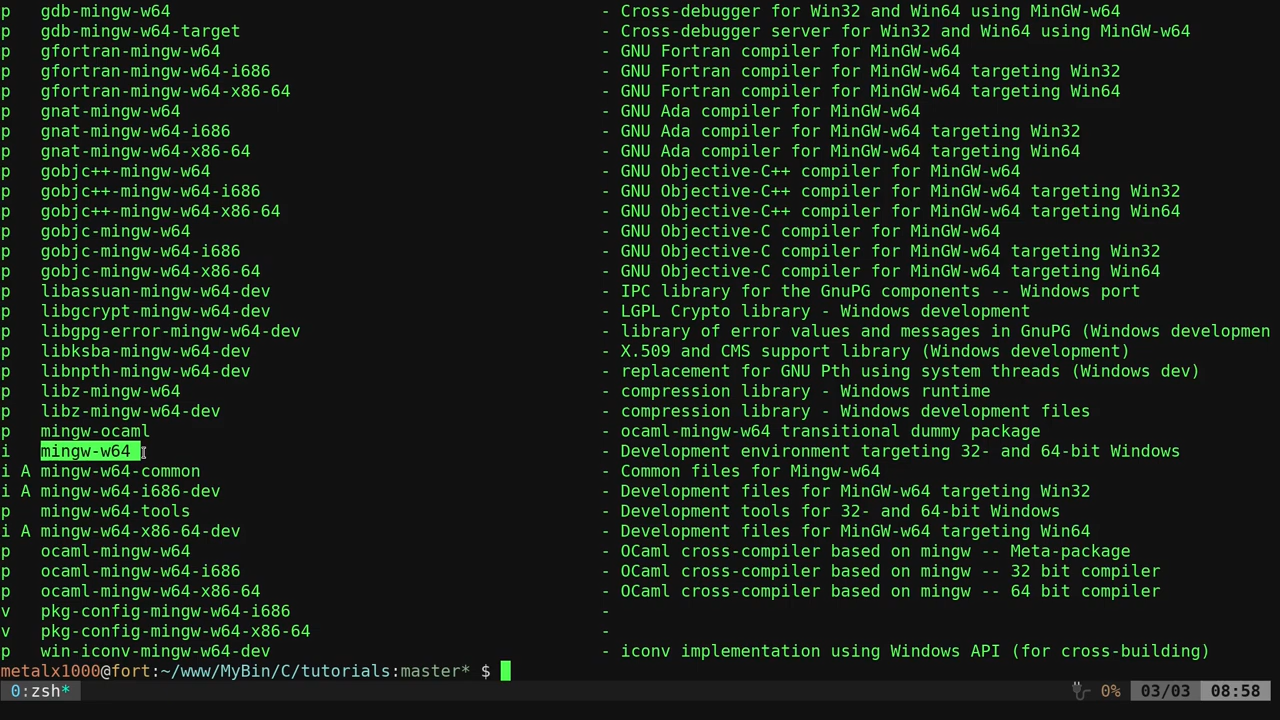 p   gdb-mingw-w64 - Cross-debugger for Win32 and Win64 using MinGW-w64
p   gdb-mingw-w64-target - Cross-debugger server for Win32 and Win64 using MinGW-w64
p   gfortran-mingw-w64 - GNU Fortran compiler for MinGW-w64
p   gfortran-mingw-w64-i686 - GNU Fortran compiler for MinGW-w64 targeting Win32
p   gfortran-mingw-w64-x86-64 - GNU Fortran compiler for MinGW-w64 targeting Win64
p   gnat-mingw-w64 - GNU Ada compiler for MinGW-w64
p   gnat-mingw-w64-i686 - GNU Ada compiler for MinGW-w64 targeting Win32
p   gnat-mingw-w64-x86-64 - GNU Ada compiler for MinGW-w64 targeting Win64
p   gobjc++-mingw-w64 - GNU Objective-C++ compiler for MinGW-w64
p   gobjc++-mingw-w64-i686 - GNU Objective-C++ compiler for MinGW-w64 targeting Win32
p   gobjc++-mingw-w64-x86-64 - GNU Objective-C++ compiler for MinGW-w64 targeting Win64
p   gobjc-mingw-w64 - GNU Objective-C compiler for MinGW-w64
p   gobjc-mingw-w64-i686 - GNU Objective-C compiler for MinGW-w64 targeting Win32
p   gobjc-mingw-w64-x86-64 - GNU Objective-C compiler for MinGW-w64 targeting Win64
p   libassuan-mingw-w64-dev - IPC library for the GnuPG components -- Windows port
p   libgcrypt-mingw-w64-dev - LGPL Crypto library - Windows development
p   libgpg-error-mingw-w64-dev - library of error values and messages in GnuPG (Windows developmen
p   libksba-mingw-w64-dev - X.509 and CMS support library (Windows development)
p   libnpth-mingw-w64-dev - replacement for GNU Pth using system threads (Windows dev)
p   libz-mingw-w64 - compression library - Windows runtime
p   libz-mingw-w64-dev - compression library - Windows development files
p   mingw-ocaml - ocaml-mingw-w64 transitional dummy package
i   mingw-w64 - Development environment targeting 32- and 64-bit Windows
i A mingw-w64-common - Common files for Mingw-w64
i A mingw-w64-i686-dev - Development files for MinGW-w64 targeting Win32
p   mingw-w64-tools - Development tools for 32- and 64-bit Windows
i A mingw-w64-x86-64-dev - Development files for MinGW-w64 targeting Win64
p   ocaml-mingw-w64 - OCaml cross-compiler based on mingw -- Meta-package
p   ocaml-mingw-w64-i686 - OCaml cross-compiler based on mingw -- 32 bit compiler
p   ocaml-mingw-w64-x86-64 - OCaml cross-compiler based on mingw -- 64 bit compiler
v   pkg-config-mingw-w64-i686 -
v   pkg-config-mingw-w64-x86-64 -
p   win-iconv-mingw-w64-dev - iconv implementation using Windows API (for cross-building)
metalx1000@fort:~/www/MyBin/C/tutorials:master* $
0:zsh* 0% 03/03 08:58